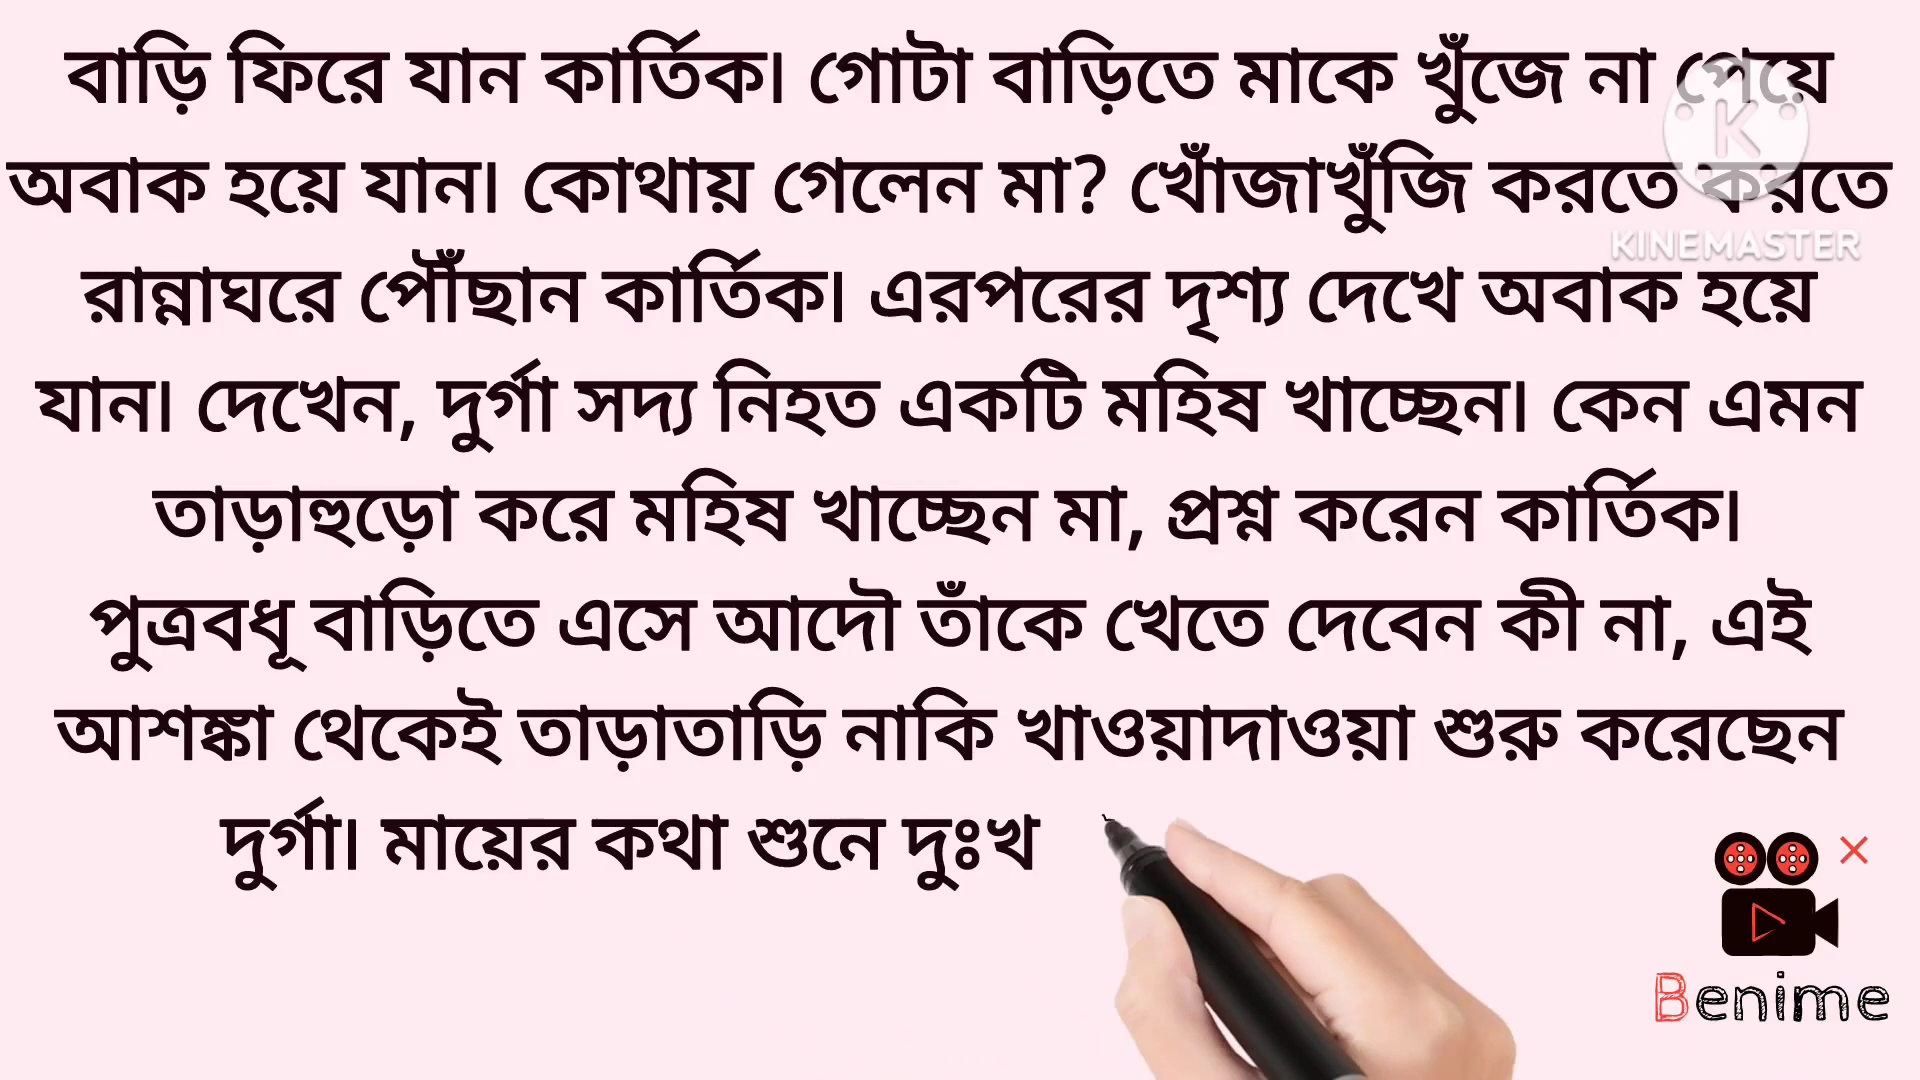 বাড়ি ফিরে যান কার্তিক। গোটা বাড়িতে মাকে খুঁজে না পেয়ে
অবাক হয়ে যান। কোথায় গেলেন মা? খোঁজাখুঁজি করতে করতে
রান্নাঘরে পৌঁছান কার্তিক। এরপরের দৃশ্য দেখে অবাক হয়ে
যান। দেখেন, দুর্গা সদ্য নিহত একটি মহিষ খাচ্ছেন। কেন এমন
তাড়াহুড়ো করে মহিষ খাচ্ছেন মা, প্রশ্ন করেন কার্তিক।
পুত্রবধূ বাড়িতে এসে আদৌ তাঁকে খেতে দেবেন কী না, এই
আশঙ্কা থেকেই তাড়াতাড়ি নাকি খাওয়াদাওয়া শুরু করেছেন
দুর্গা। মায়ের কথা শুনে দুঃখ
K
KINEMASTER
Benime